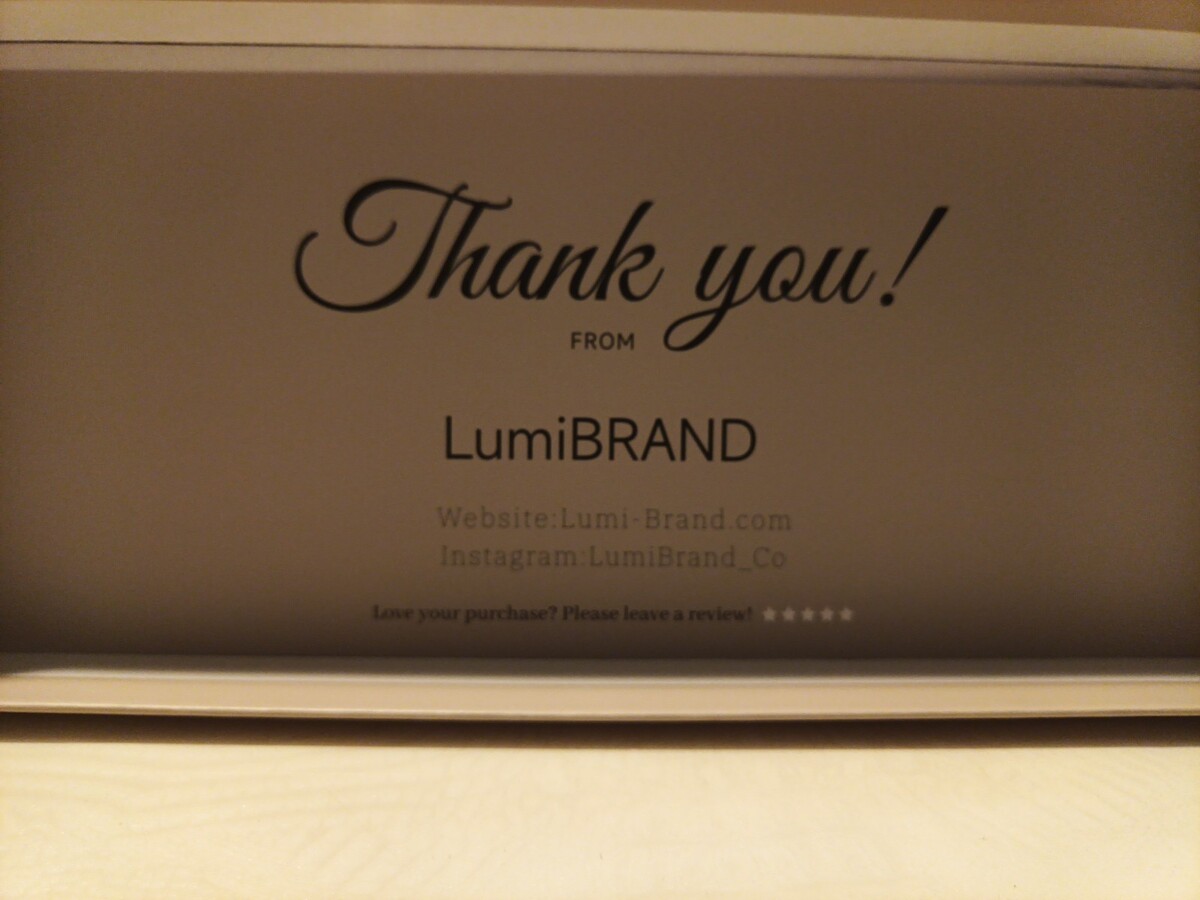 Thank you!
FROM
LumiBRAND
Website:Lumi-Brand.com
Instagram:LumiBrand_Co
Love your purchase? Please leave a review! ★★★★★